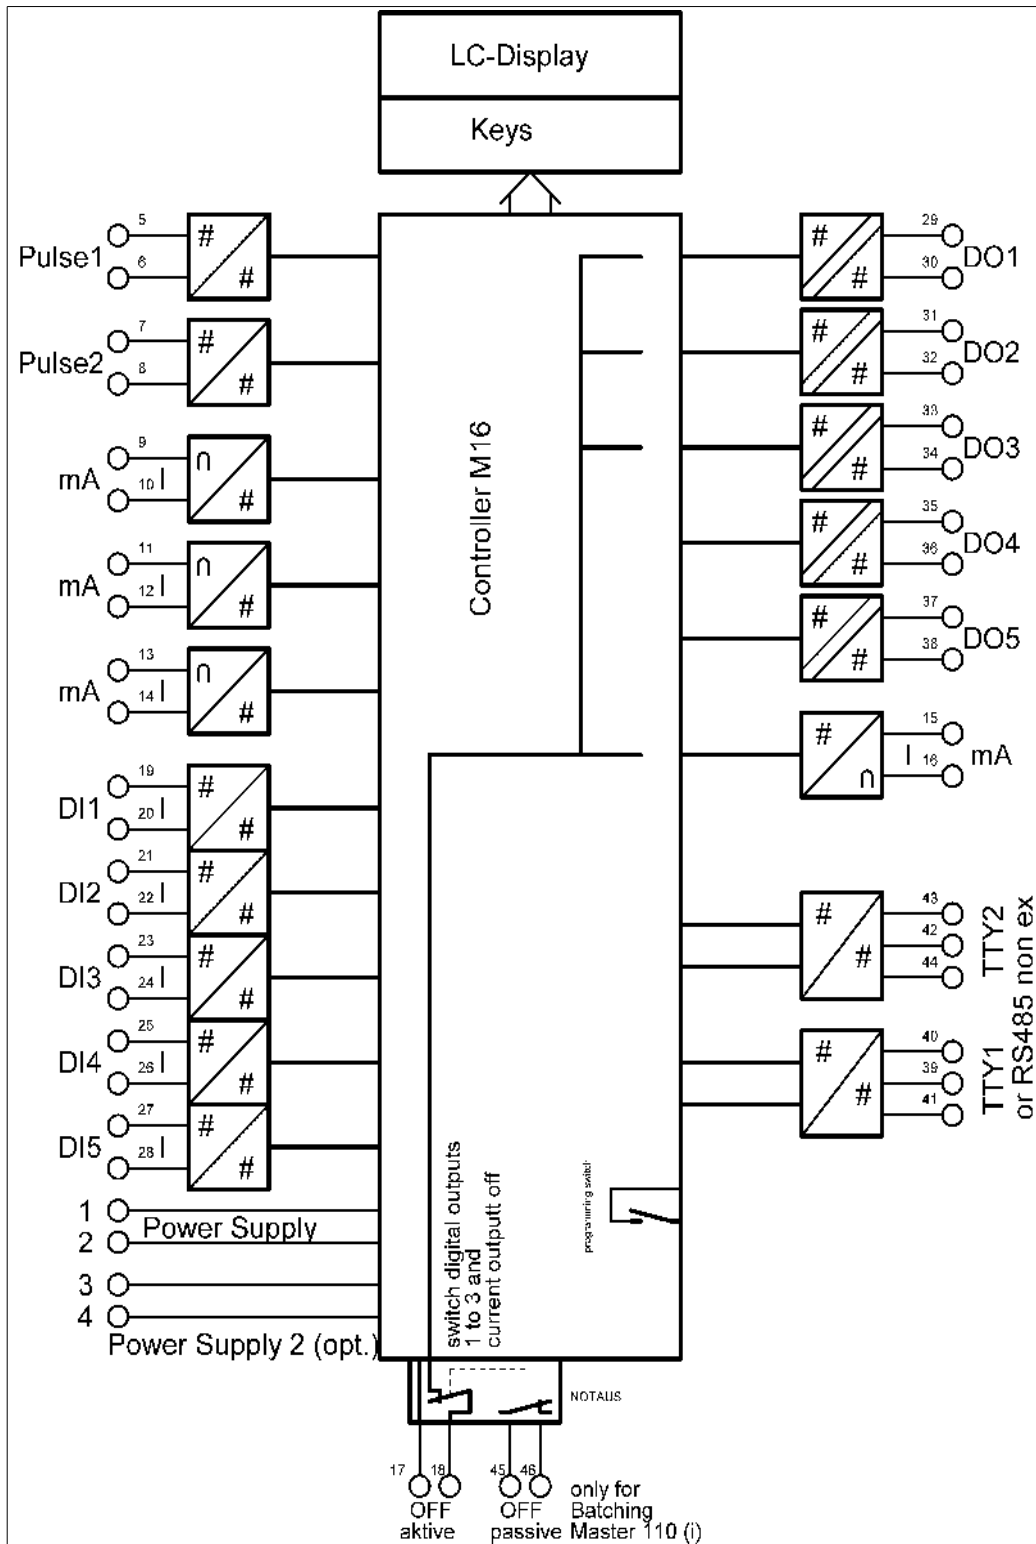 LC-Display
Keys
Controller M16
Pulse1
5
6
#
#
Pulse2
7
8
#
#
mA
9
10 I
∩
#
mA
11
12 I
∩
#
mA
13
14 I
∩
#
DI1
19
20 I
#
#
DI2
21
22 I
#
#
DI3
23
24 I
#
#
DI4
25
26 I
#
#
DI5
27
28 I
#
#
1
2
Power Supply
3
4
Power Supply 2 (opt.)
#
#
29
30
DO1
#
#
31
32
DO2
#
#
33
34
DO3
#
#
35
36
DO4
#
#
37
38
DO5
#
∩
15
I 16
mA
#
#
43
42
44
TTY2
#
#
40
39
41
TTY1
or RS485 non ex
programming switch
switch digital outputs
1 to 3 and
current outputt off
NOTAUS
17
18
45
46
OFF
aktive
OFF
passive
only for
Batching
Master 110 (i)